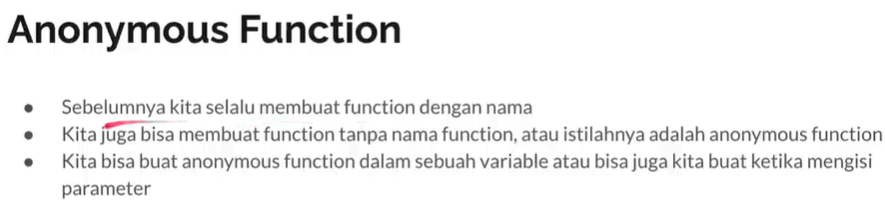 Anonymous Function
● Sebelumnya kita selalu membuat function dengan nama
● Kita juga bisa membuat function tanpa nama function, atau istilahnya adalah anonymous function
● Kita bisa buat anonymous function dalam sebuah variable atau bisa juga kita buat ketika mengisi
parameter